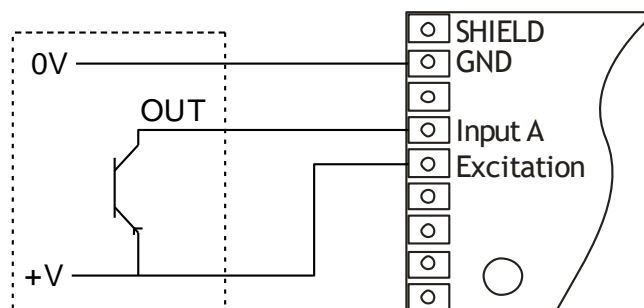 SHIELD
0V GND
OUT
Input A
Excitation
+V